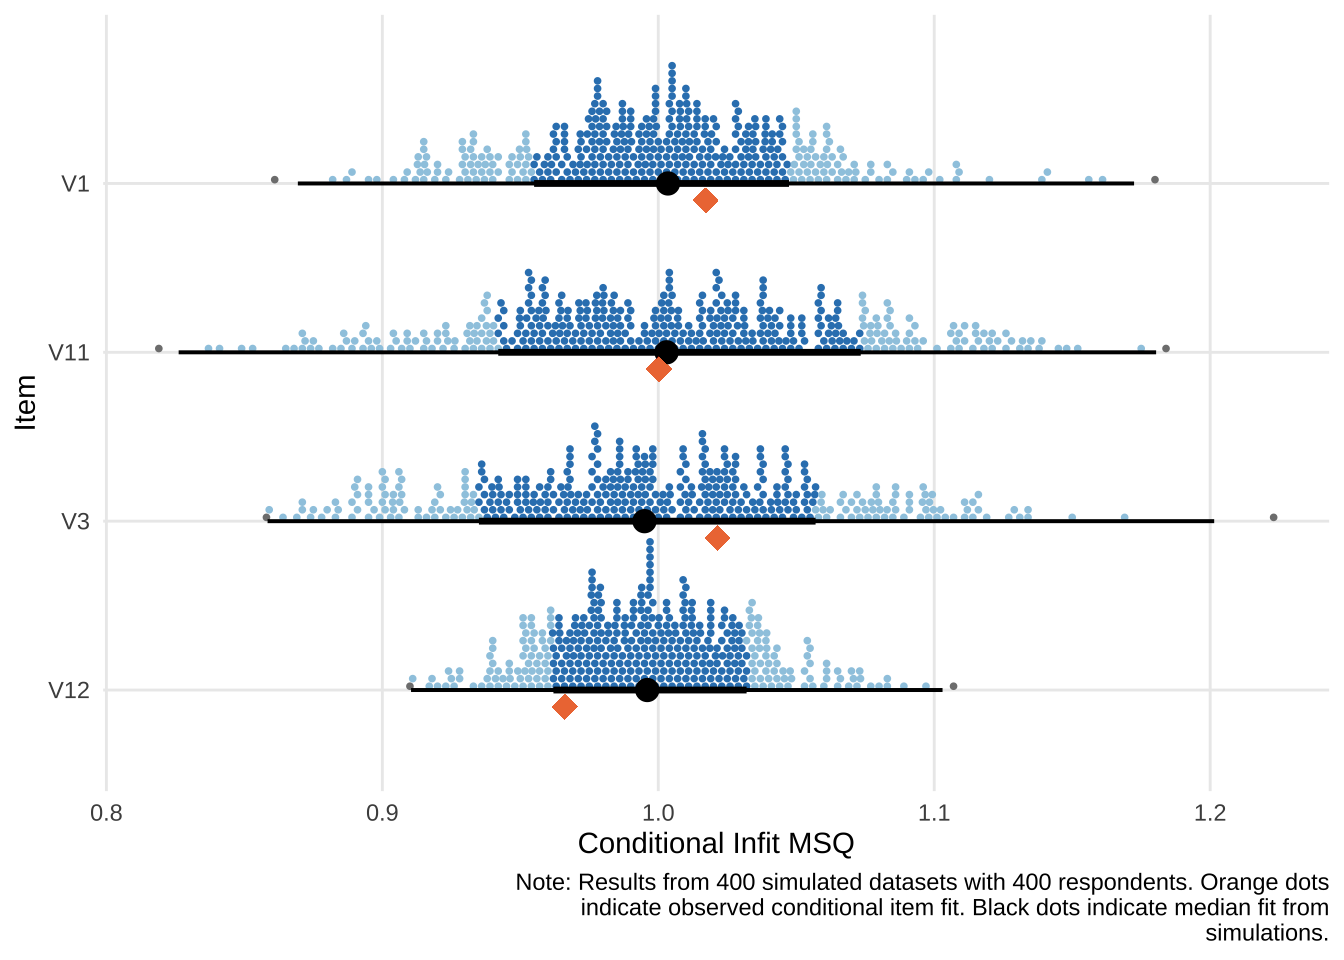 V1
V11
V3
V12
Item
0.8 0.9 1.0 1.1 1.2
Conditional Infit MSQ
Note: Results from 400 simulated datasets with 400 respondents. Orange dots
indicate observed conditional item fit. Black dots indicate median fit from
simulations.